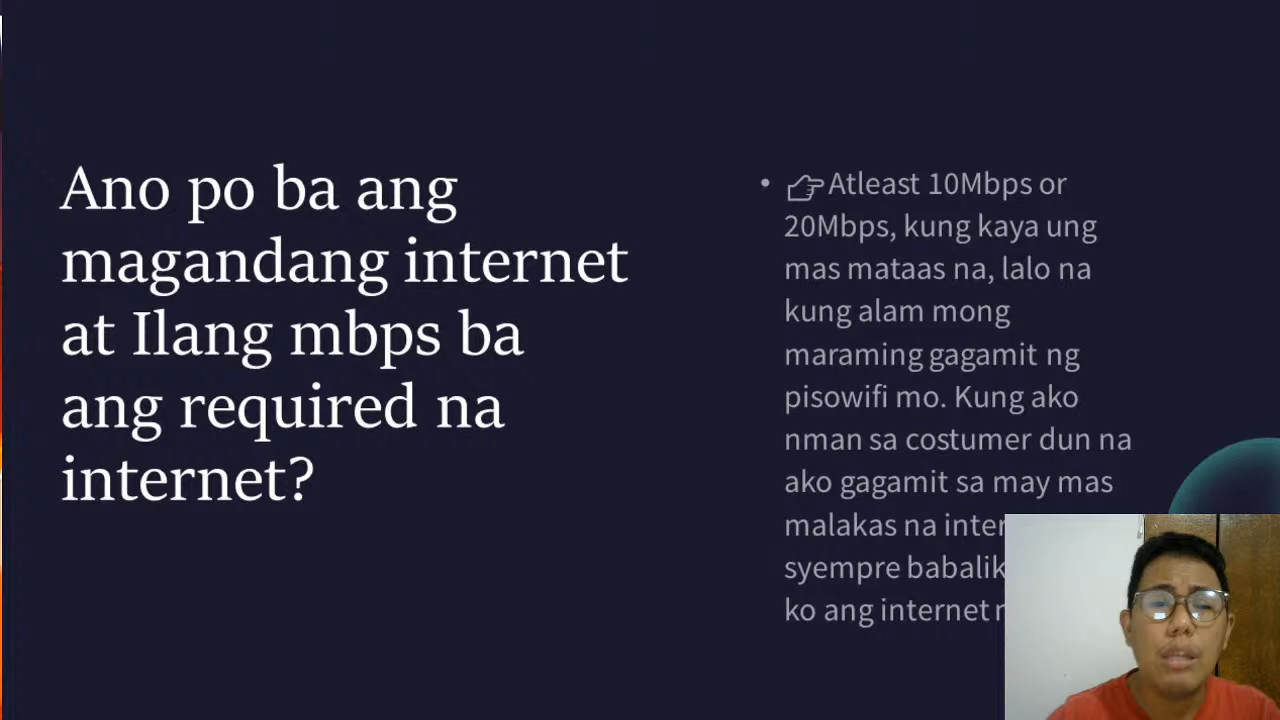 Ano po ba ang
magandang internet
at Ilang mbps ba
ang required na
internet?
• 👉Atleast 10Mbps or
20Mbps, kung kaya ung
mas mataas na, lalo na
kung alam mong
maraming gagamit ng
pisowifi mo. Kung ako
nman sa costumer dun na
ako gagamit sa may mas
malakas na
syempre babalik
ko ang internet